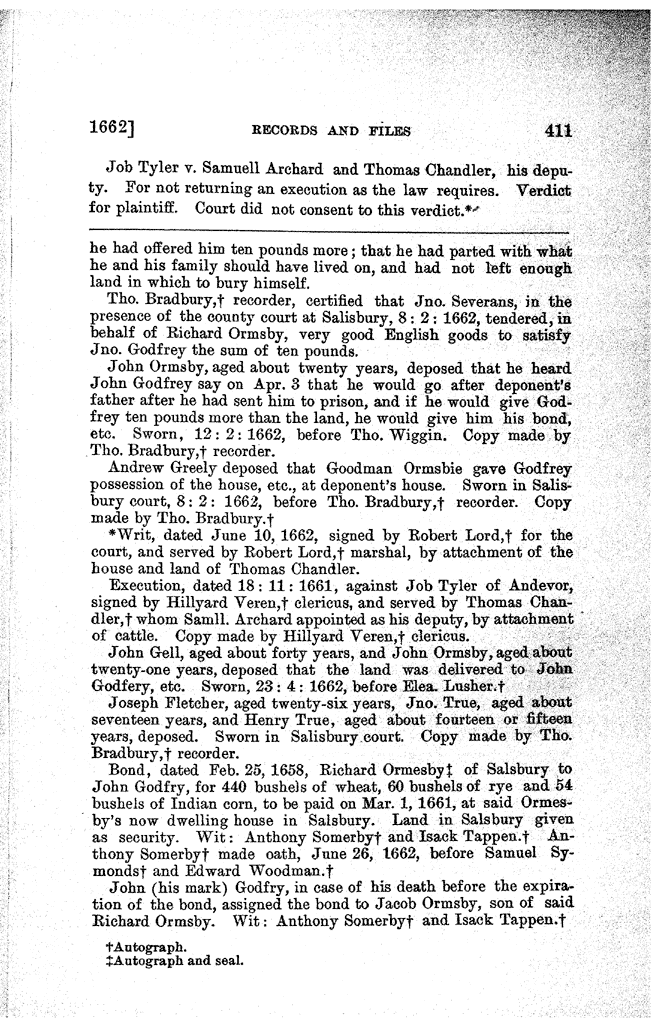 1662]
RECORDS AND FILES
411
Job Tyler v. Samuell Archard and Thomas Chandler, his depu-
ty. For not returning an execution as the law requires. Verdict
for plaintiff. Court did not consent to this verdict.*
he had offered him ten pounds more; that he had parted with what
he and his family should have lived on, and had not left enough
land in which to bury himself.
Tho. Bradbury,† recorder, certified that Jno. Severans, in the
presence of the county court at Salisbury, 8 : 2 : 1662, tendered, in
behalf of Richard Ormsby, very good English goods to satisfy
Jno. Godfrey the sum of ten pounds.
John Ormsby, aged about twenty years, deposed that he heard
John Godfrey say on Apr. 3 that he would go after deponent's
father after he had sent him to prison, and if he would give God-
frey ten pounds more than the land, he would give him his bond,
etc. Sworn, 12 : 2 : 1662, before Tho. Wiggin. Copy made by
Tho. Bradbury,† recorder.
Andrew Greely deposed that Goodman Ormsbie gave Godfrey
possession of the house, etc., at deponent's house. Sworn in Salis-
bury court, 8 : 2 : 1662, before Tho. Bradbury,† recorder. Copy
made by Tho. Bradbury.†
*Writ, dated June 10, 1662, signed by Robert Lord,† for the
court, and served by Robert Lord,† marshal, by attachment of the
house and land of Thomas Chandler.
Execution, dated 18 : 11 : 1661, against Job Tyler of Andevor,
signed by Hillyard Veren,† clericus, and served by Thomas Chan-
dler,† whom Samll. Archard appointed as his deputy, by attachment
of cattle. Copy made by Hillyard Veren,† clericus.
John Gell, aged about forty years, and John Ormsby, aged about
twenty-one years, deposed that the land was delivered to John
Godfery, etc. Sworn, 23 : 4 : 1662, before Elea. Lusher.†
Joseph Fletcher, aged twenty-six years, Jno. True, aged about
seventeen years, and Henry True, aged about fourteen or fifteen
years, deposed. Sworn in Salisbury court. Copy made by Tho.
Bradbury,† recorder.
Bond, dated Feb. 25, 1658, Richard Ormesby‡ of Salsbury to
John Godfry, for 440 bushels of wheat, 60 bushels of rye and 54
bushels of Indian corn, to be paid on Mar. 1, 1661, at said Ormes-
by's now dwelling house in Salsbury. Land in Salsbury given
as security. Wit: Anthony Somerby† and Isack Tappen.† An-
thony Somerby† made oath, June 26, 1662, before Samuel Sy-
monds† and Edward Woodman.†
John (his mark) Godfry, in case of his death before the expira-
tion of the bond, assigned the bond to Jacob Ormsby, son of said
Richard Ormsby. Wit: Anthony Somerby† and Isack Tappen.†
†Autograph.
‡Autograph and seal.